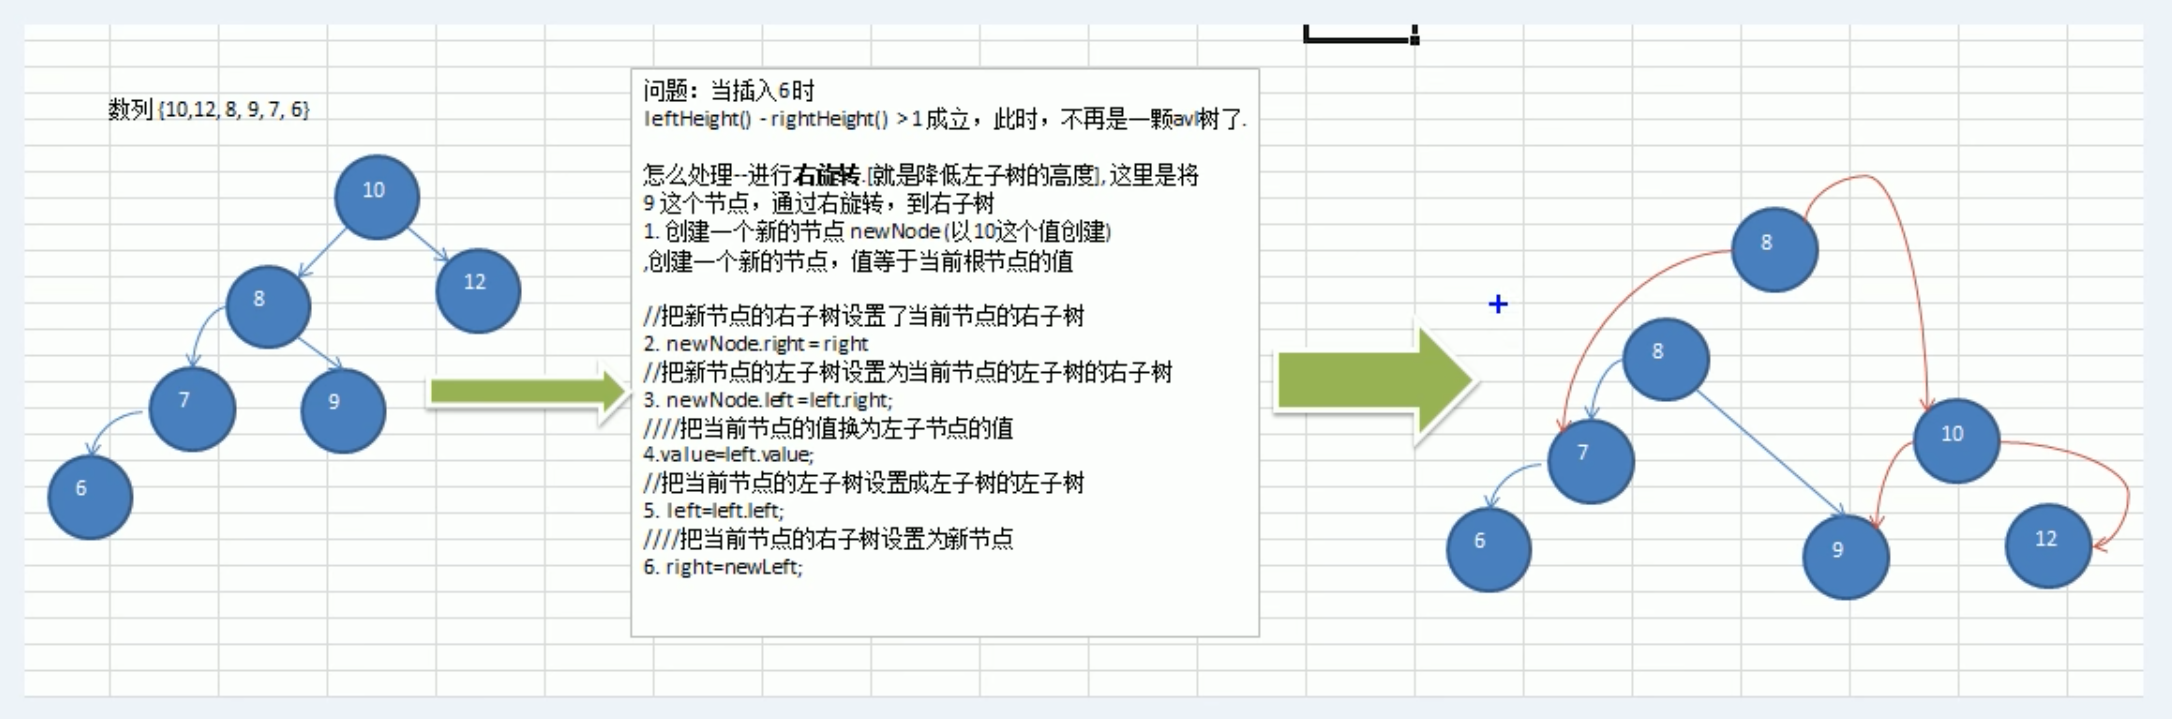 数列 {10,12, 8, 9, 7, 6}
10
8
12
7
9
6
问题：当插入6时
leftHeight() - rightHeight() > 1成立，此时，不再是一颗avl树了.
怎么处理--进行右旋转.[就是降低左子树的高度], 这里是将
9 这个节点，通过右旋转，到右子树
1. 创建一个新的节点 newNode (以10这个值创建)
,创建一个新的节点，值等于当前根节点的值
//把新节点的右子树设置了当前节点的右子树
2. newNode.right = right
//把新节点的左子树设置为当前节点的左子树的右子树
3. newNode.left =left.right;
////把当前节点的值换为左子节点的值
4.value=left.value;
//把当前节点的左子树设置成左子树的左子树
5. left=left.left;
////把当前节点的右子树设置为新节点
6. right=newLeft;
8
8
7
10
6
9
12